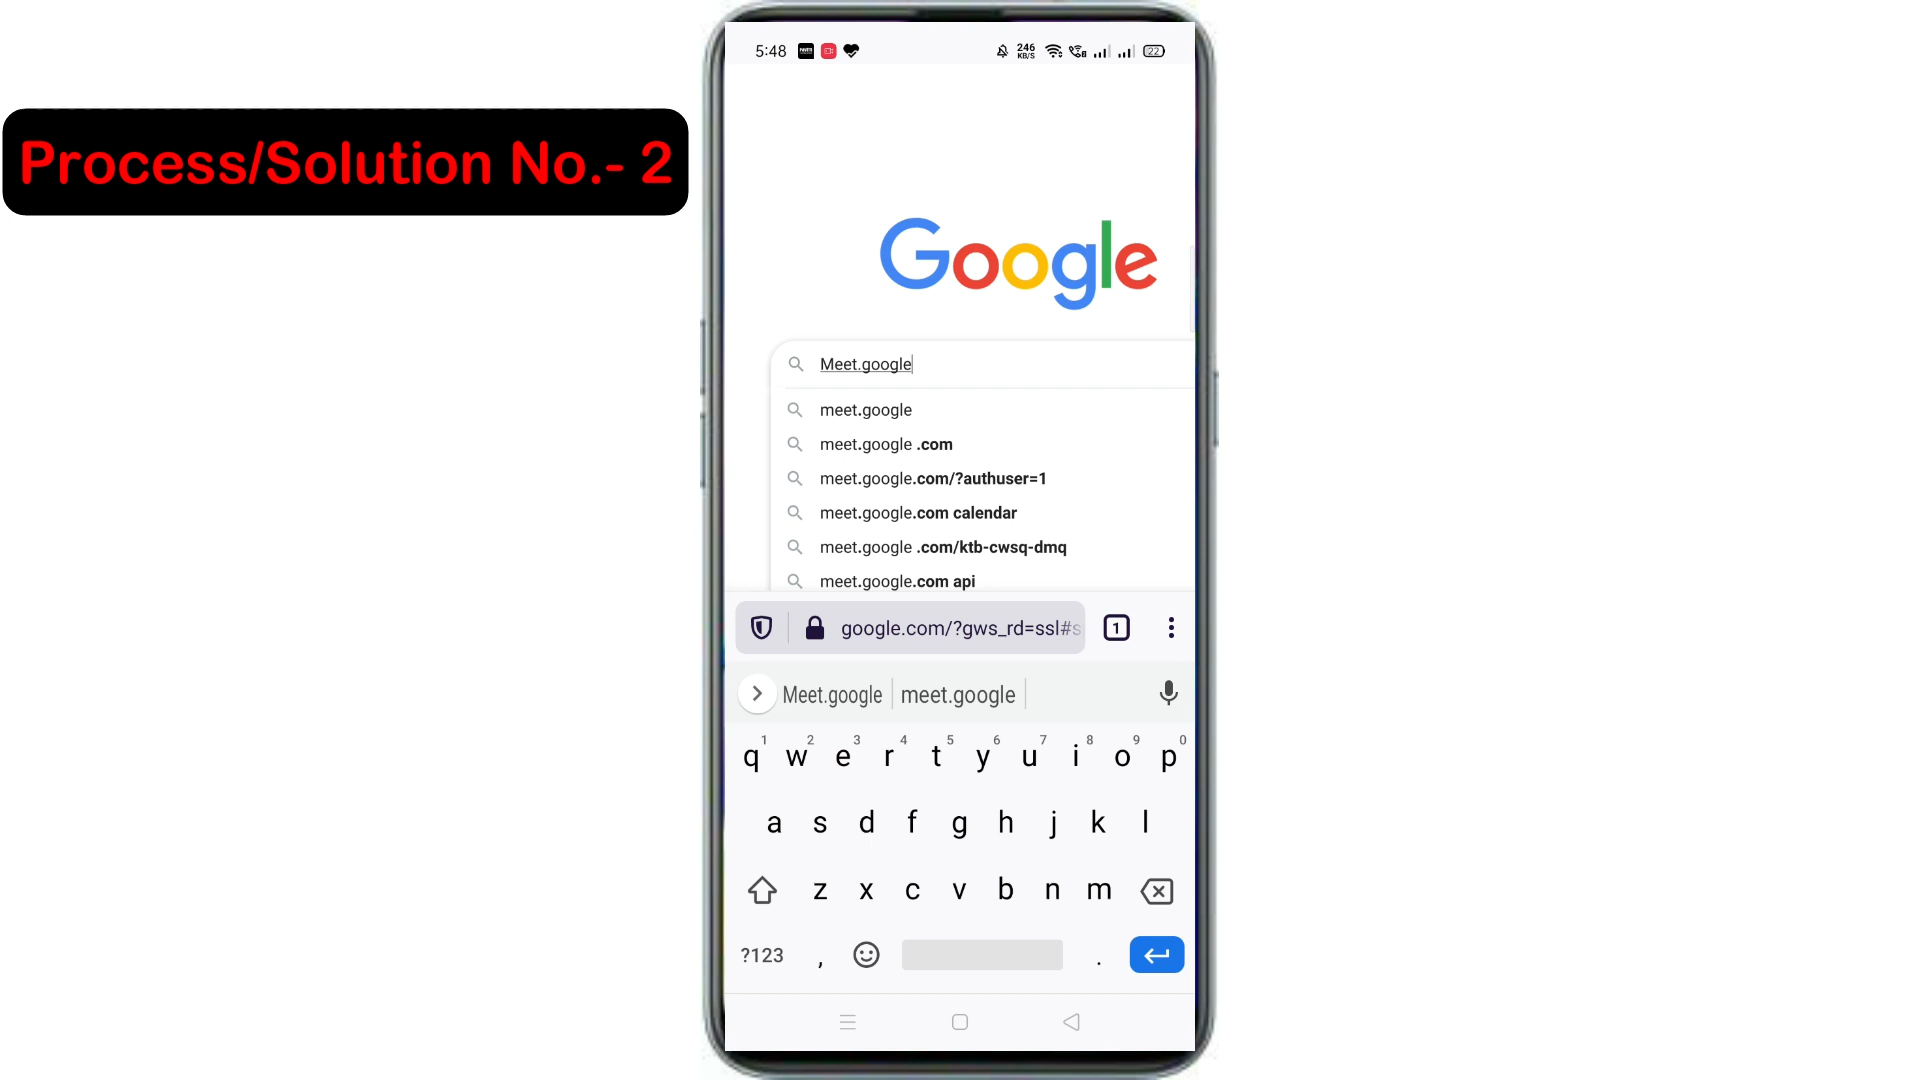 Process/Solution No.- 2
5:48
246
KB/S
22
Google
Meet.google
meet.google
meet.google .com
meet.google.com/?authuser=1
meet.google.com calendar
meet.google .com/ktb-cwsq-dmq
meet.google.com api
google.com/?gws_rd=ssl#s
1
Meet.google meet.google
1 2 3 4 5 6 7 8 9 0
q w e r t y u i o p
a s d f g h j k l
z x c v b n m
?123 , .